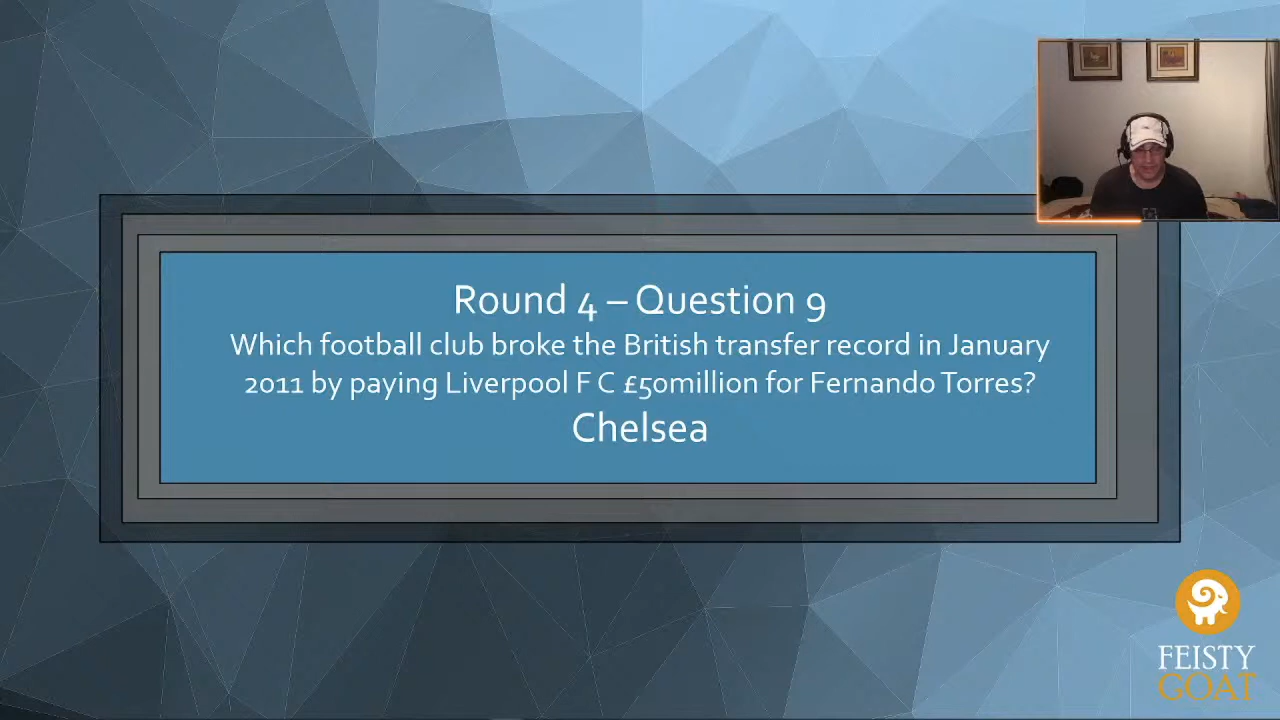 Round 4 – Question 9
Which football club broke the British transfer record in January
2011 by paying Liverpool F C £50million for Fernando Torres?
Chelsea
FEISTY
GOAT